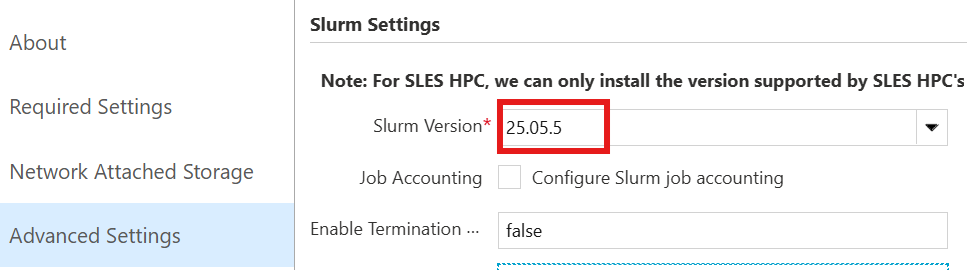 About
Required Settings
Network Attached Storage
Advanced Settings
Slurm Settings
Note: For SLES HPC, we can only install the version supported by SLES HPC's
Slurm Version* 25.05.5
Job Accounting Configure Slurm job accounting
Enable Termination ... false